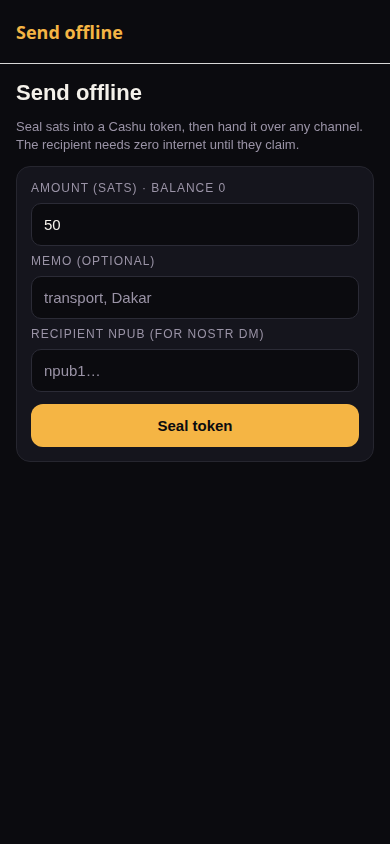 Send offline
Send offline
Seal sats into a Cashu token, then hand it over any channel.
The recipient needs zero internet until they claim.
AMOUNT (SATS) · BALANCE 0
50
MEMO (OPTIONAL)
transport, Dakar
RECIPIENT NPUB (FOR NOSTR DM)
npub1…
Seal token